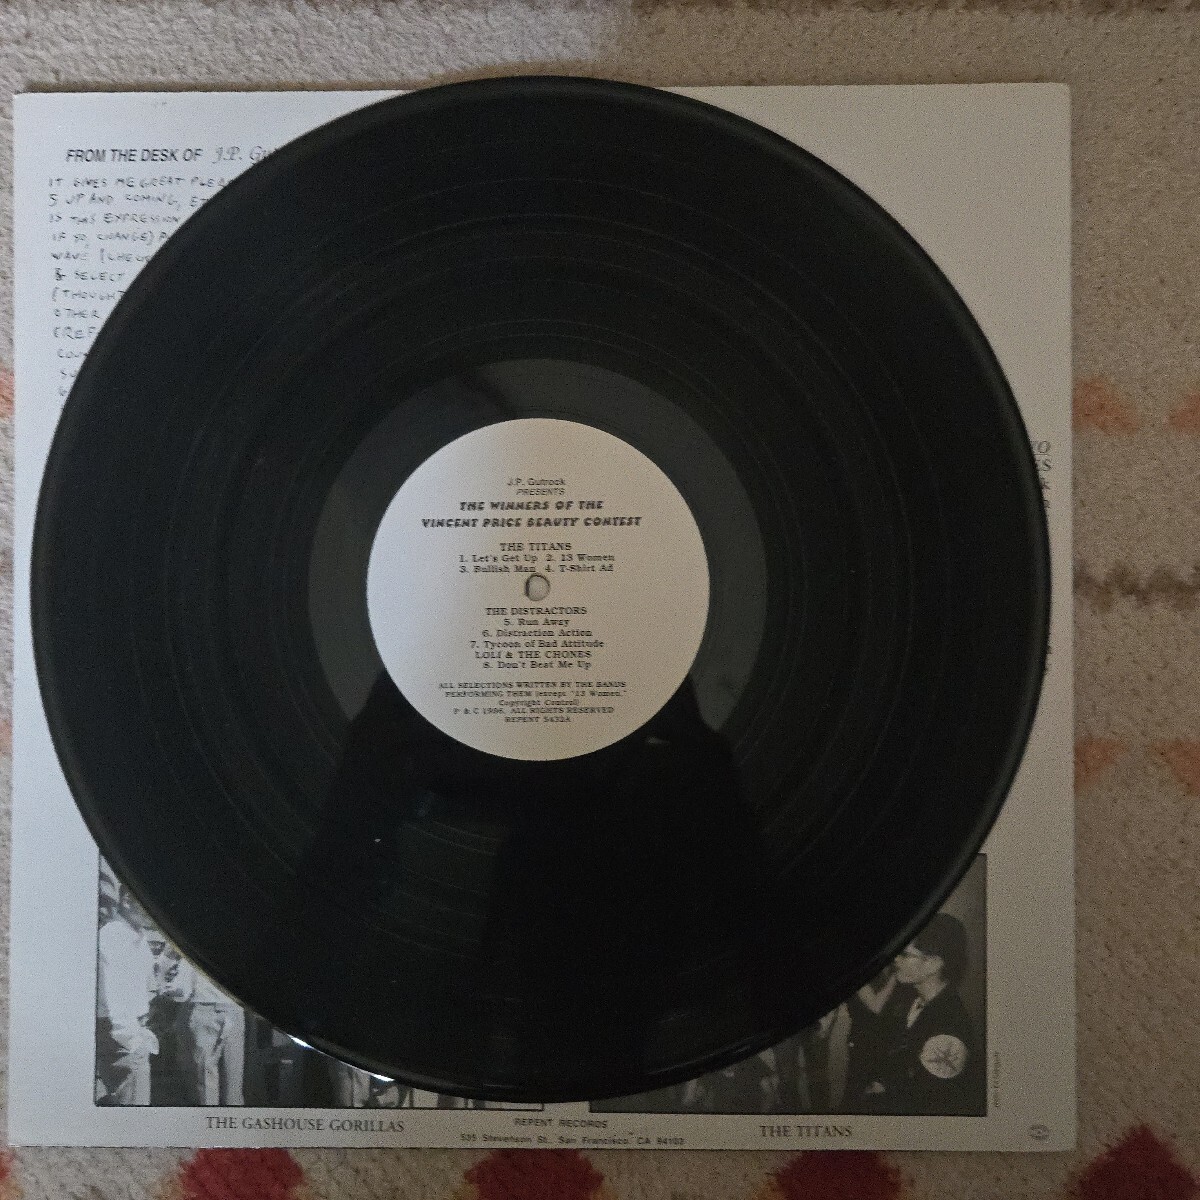 FROM THE DESK OF J.P.
IT GIVES ME GREAT
5 UP AND COMING,
IS THIS EXPRESSION
IF SO, CHANGE)
WAVE
& SELECT
OTHER
J.P. Gutrock
PRESENTS
THE WINNERS OF THE
VINCENT PRICE BEAUTY CONTEST
THE TITANS
1. Let's Get Up 2. 13 Women
3. Bullish Man 4. T-Shirt Ad
THE DISTRACTORS
5. Run Away
6. Distraction Action
7. Tycoon of Bad Attitude
LOLI & THE CHONES
8. Don't Beat Me Up
ALL SELECTIONS WRITTEN BY THE BANDS
PERFORMING THEM (except "13 Women,"
Copyright Control)
P & C 1996. ALL RIGHTS RESERVED
REPENT S432A
THE GASHOUSE GORILLAS
REPENT RECORDS
535 Stevenson St., San Francisco, CA 94103
THE TITANS